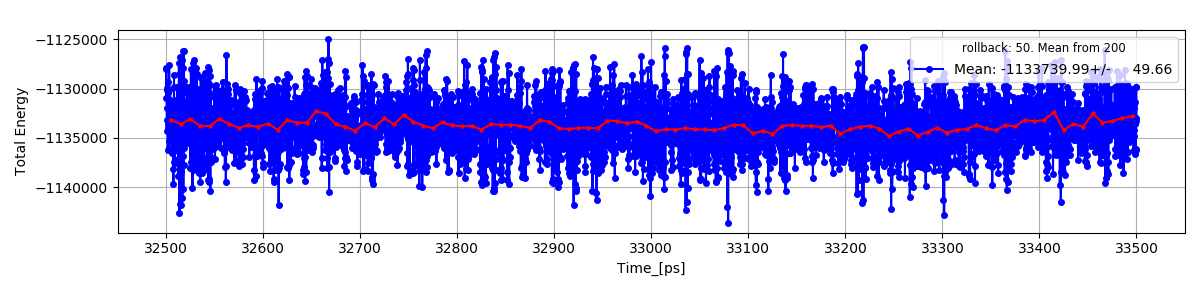 rollback: 50. Mean from 200
Mean: -1133739.99+/- 49.66
Total Energy
−1125000
−1130000
−1135000
−1140000
32500 32600 32700 32800 32900 33000 33100 33200 33300 33400 33500
Time_[ps]